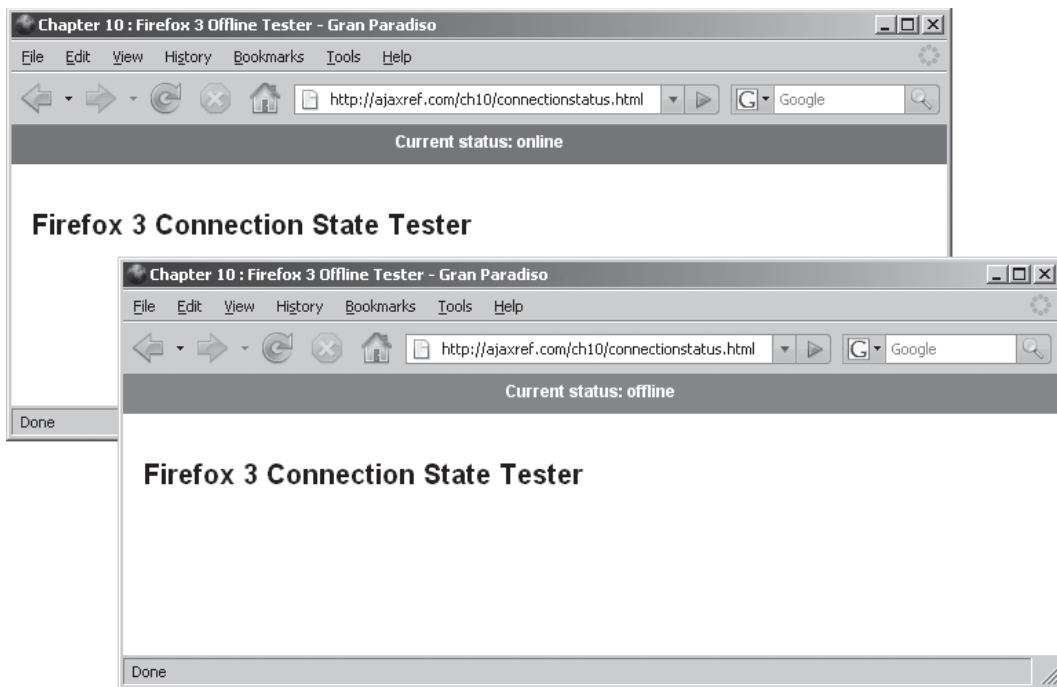 Chapter 10 : Firefox 3 Offline Tester - Gran Paradiso
File Edit View History Bookmarks Tools Help
http://ajaxref.com/ch10/connectionstatus.html G Google
Current status: online
Firefox 3 Connection State Tester
Done
Chapter 10 : Firefox 3 Offline Tester - Gran Paradiso
File Edit View History Bookmarks Tools Help
http://ajaxref.com/ch10/connectionstatus.html G Google
Current status: offline
Firefox 3 Connection State Tester
Done